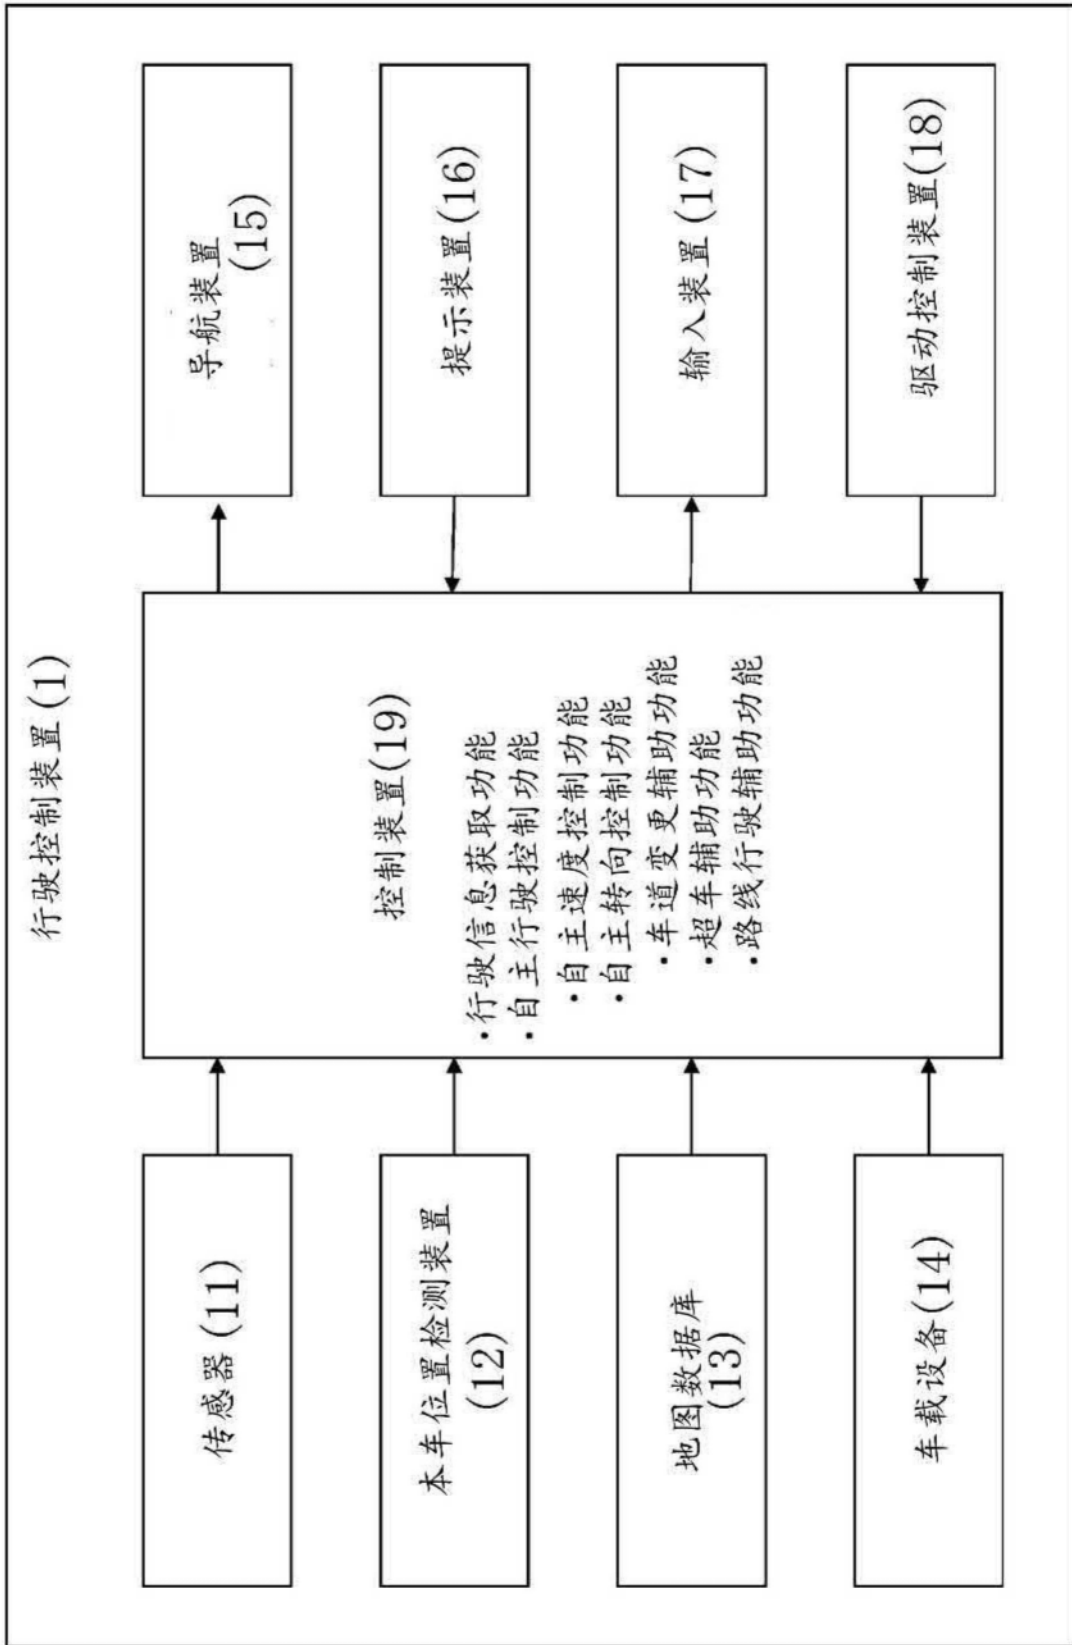 行驶控制装置(1)
传感器(11)
本车位置检测装置
(12)
地图数据库
(13)
车载设备(14)
控制装置(19)
·行驶信息获取功能
·自主行驶控制功能
·自主速度控制功能
·自主转向控制功能
·车道变更辅助功能
·超车辅助功能
·路线行驶辅助功能
导航装置
(15)
提示装置(16)
输入装置(17)
驱动控制装置(18)